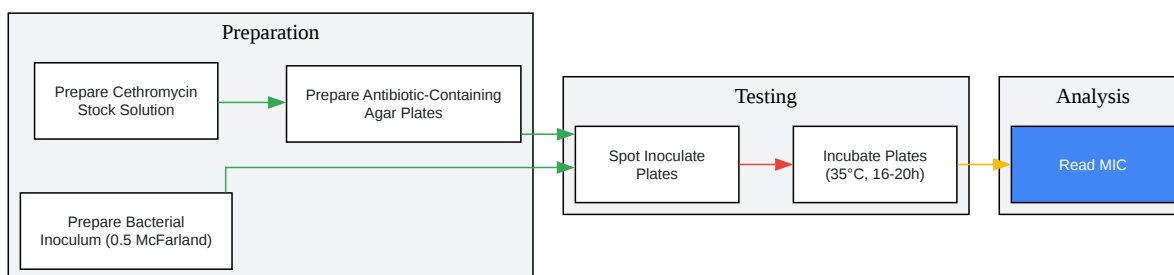 Preparation
Prepare Cethromycin
Stock Solution
Prepare Antibiotic-Containing
Agar Plates
Prepare Bacterial
Inoculum (0.5 McFarland)
Testing
Spot Inoculate
Plates
Incubate Plates
(35°C, 16-20h)
Analysis
Read MIC